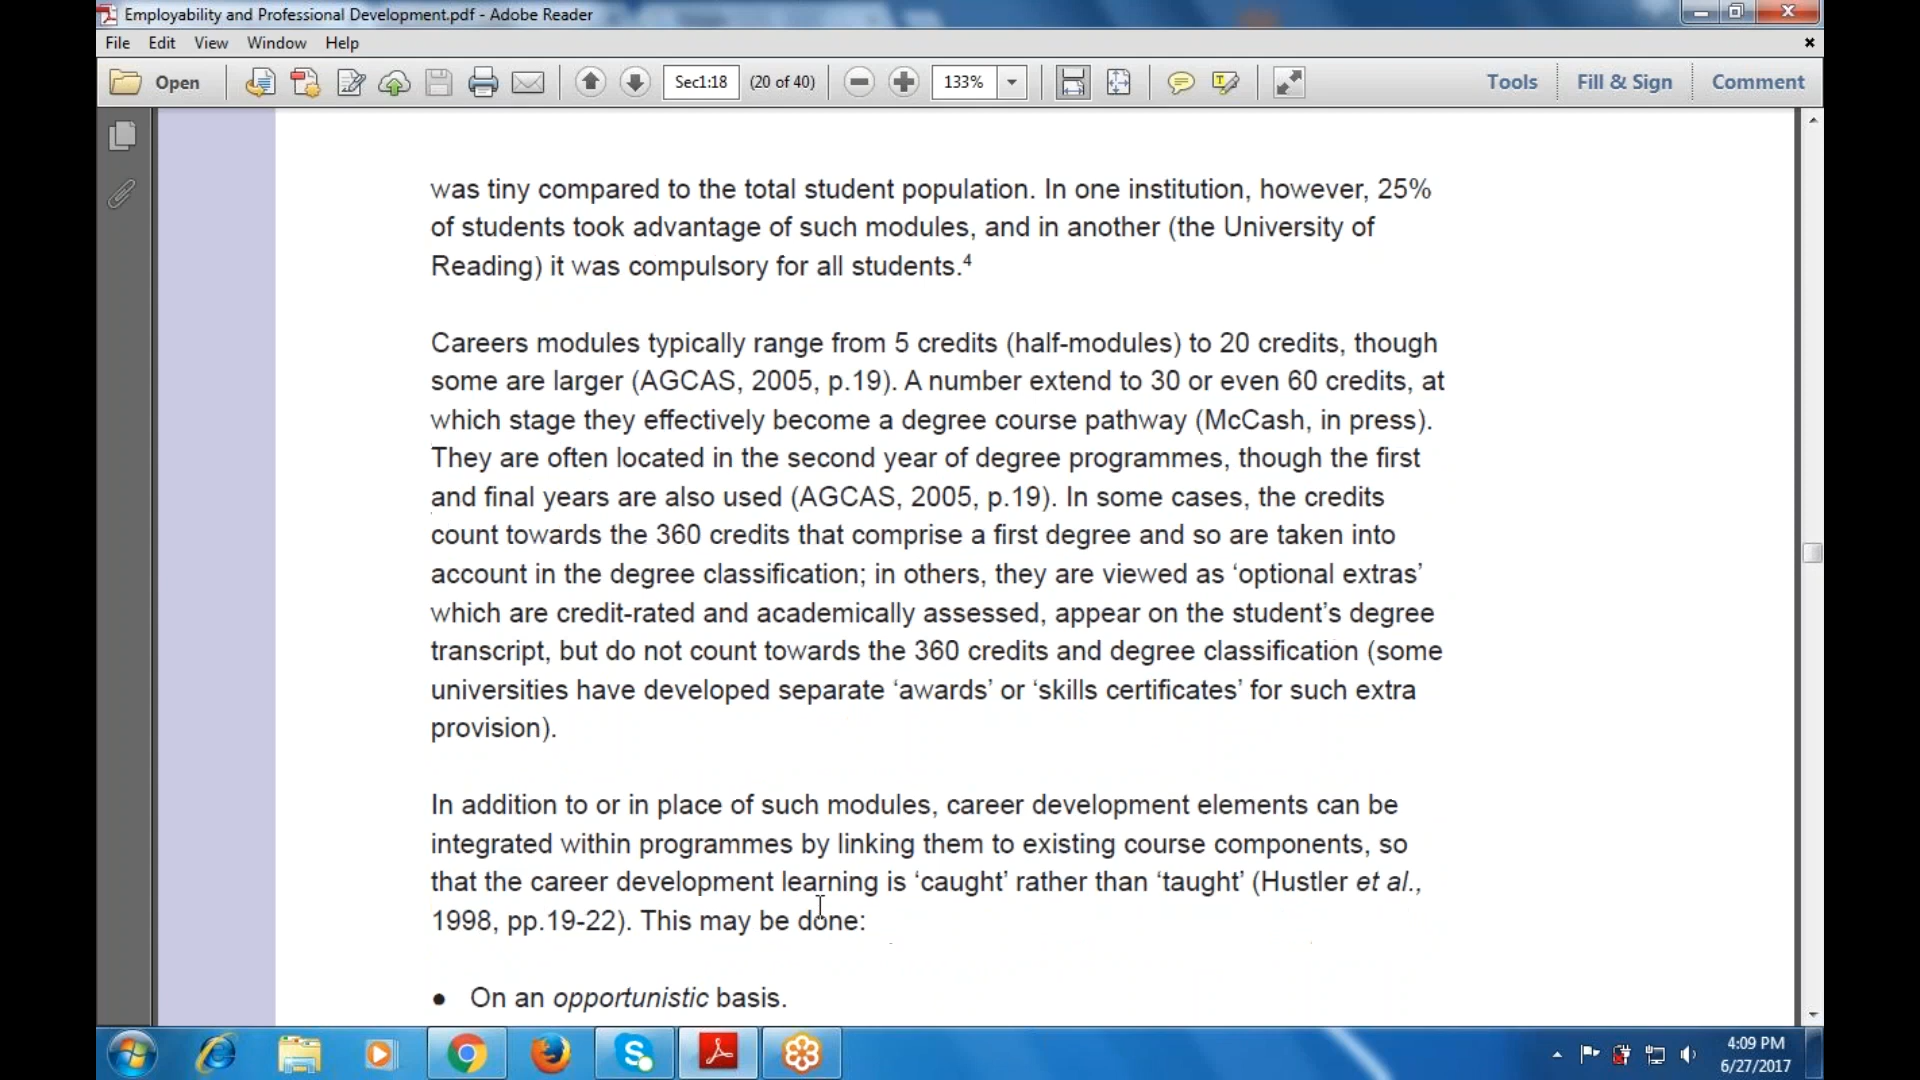 Employability and Professional Development.pdf - Adobe Reader
File Edit View Window Help
Open Sec1:18 (20 of 40) 133% Tools Fill & Sign Comment
was tiny compared to the total student population. In one institution, however, 25%
of students took advantage of such modules, and in another (the University of
Reading) it was compulsory for all students.⁴
Careers modules typically range from 5 credits (half-modules) to 20 credits, though
some are larger (AGCAS, 2005, p.19). A number extend to 30 or even 60 credits, at
which stage they effectively become a degree course pathway (McCash, in press).
They are often located in the second year of degree programmes, though the first
and final years are also used (AGCAS, 2005, p.19). In some cases, the credits
count towards the 360 credits that comprise a first degree and so are taken into
account in the degree classification; in others, they are viewed as ‘optional extras’
which are credit-rated and academically assessed, appear on the student’s degree
transcript, but do not count towards the 360 credits and degree classification (some
universities have developed separate ‘awards’ or ‘skills certificates’ for such extra
provision).
In addition to or in place of such modules, career development elements can be
integrated within programmes by linking them to existing course components, so
that the career development learning is ‘caught’ rather than ‘taught’ (Hustler et al.,
1998, pp.19-22). This may be done:
● On an opportunistic basis.
4:09 PM
6/27/2017